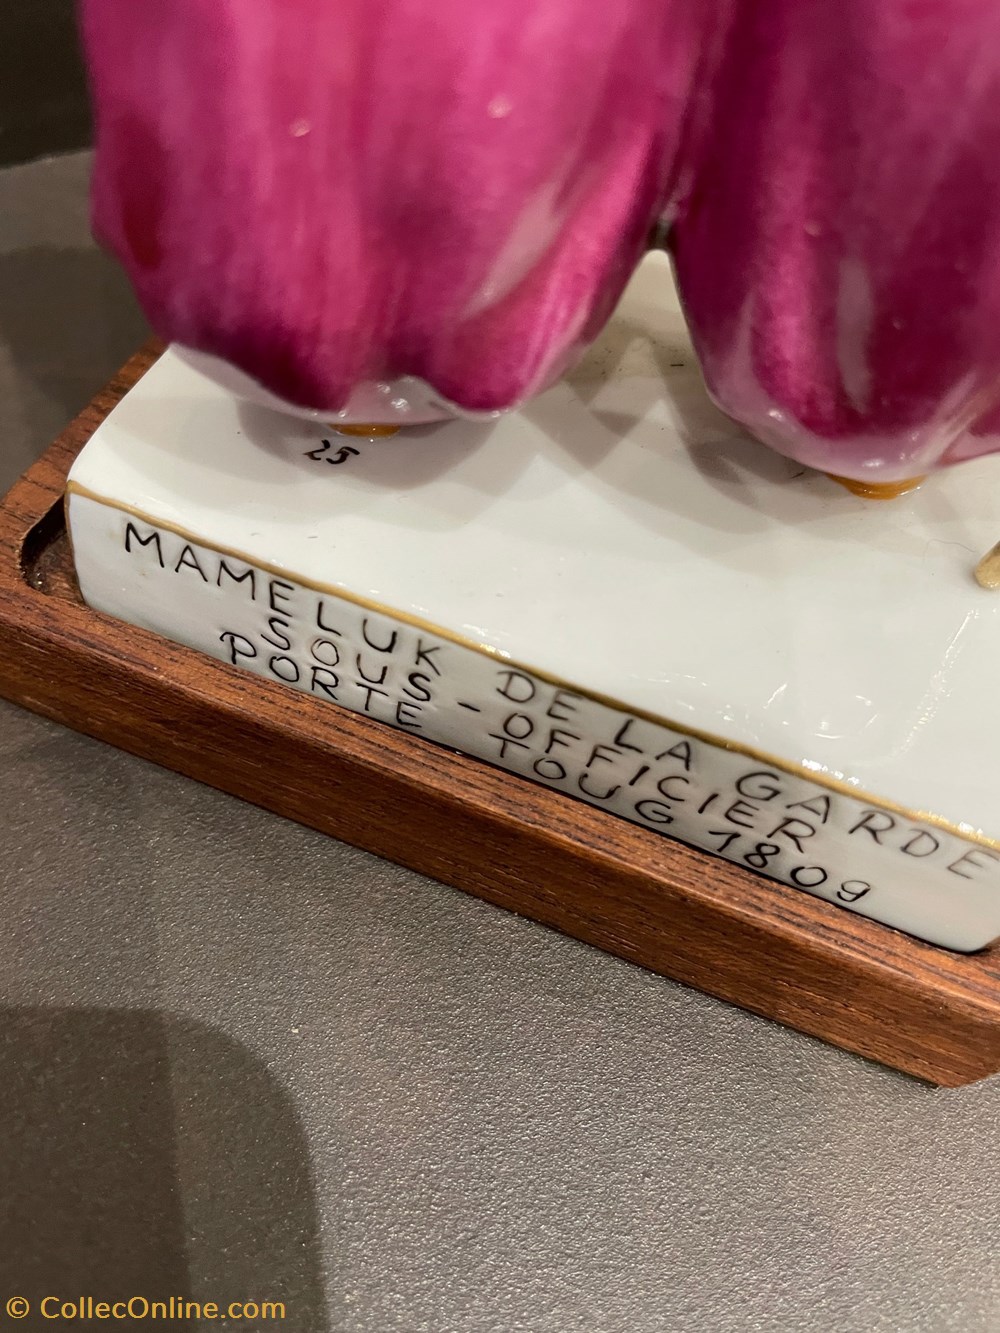 25
MAMELUK DE LA GARDE
SOUS-OFFICIER
PORTE TOUG 1809
© CollecOnline.com